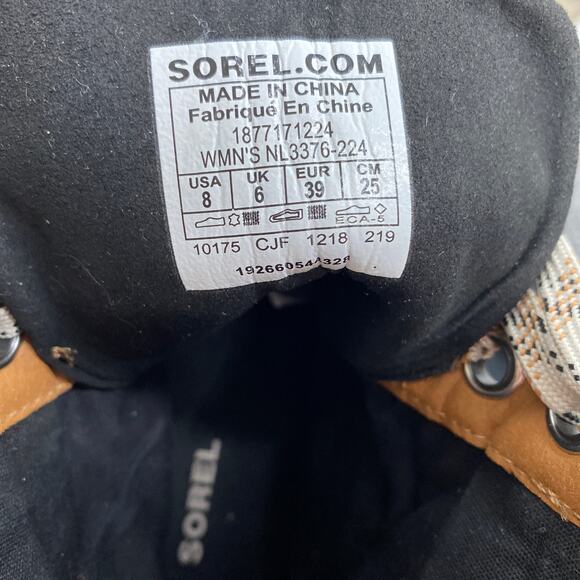 SOREL.COM
MADE IN CHINA
Fabriqué En Chine
1877171224
WMN'S NL3376-224
USA UK EUR CM
8 6 39 25
ECA-5
10175 CJF 1218 219
SOREL